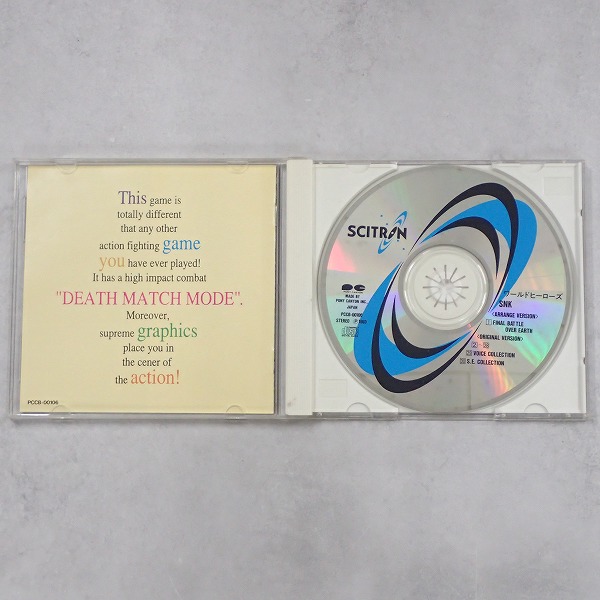 This game is
totally different
that any other
action fighting game
you have ever played!
It has a high impact combat
"DEATH MATCH MODE".
Moreover,
supreme graphics
place you in
the cener of
the action!
PCCB-00106
SCITRON
MADE BY
PONY CANYON INC.
JAPAN
PCCB-00106
STEREO
ワールドヒーローズ
SNK
〈ARRANGE VERSION〉
1 FINAL BATTLE
OVER EARTH
〈ORIGINAL VERSION〉
VOICE COLLECTION
S.E. COLLECTION